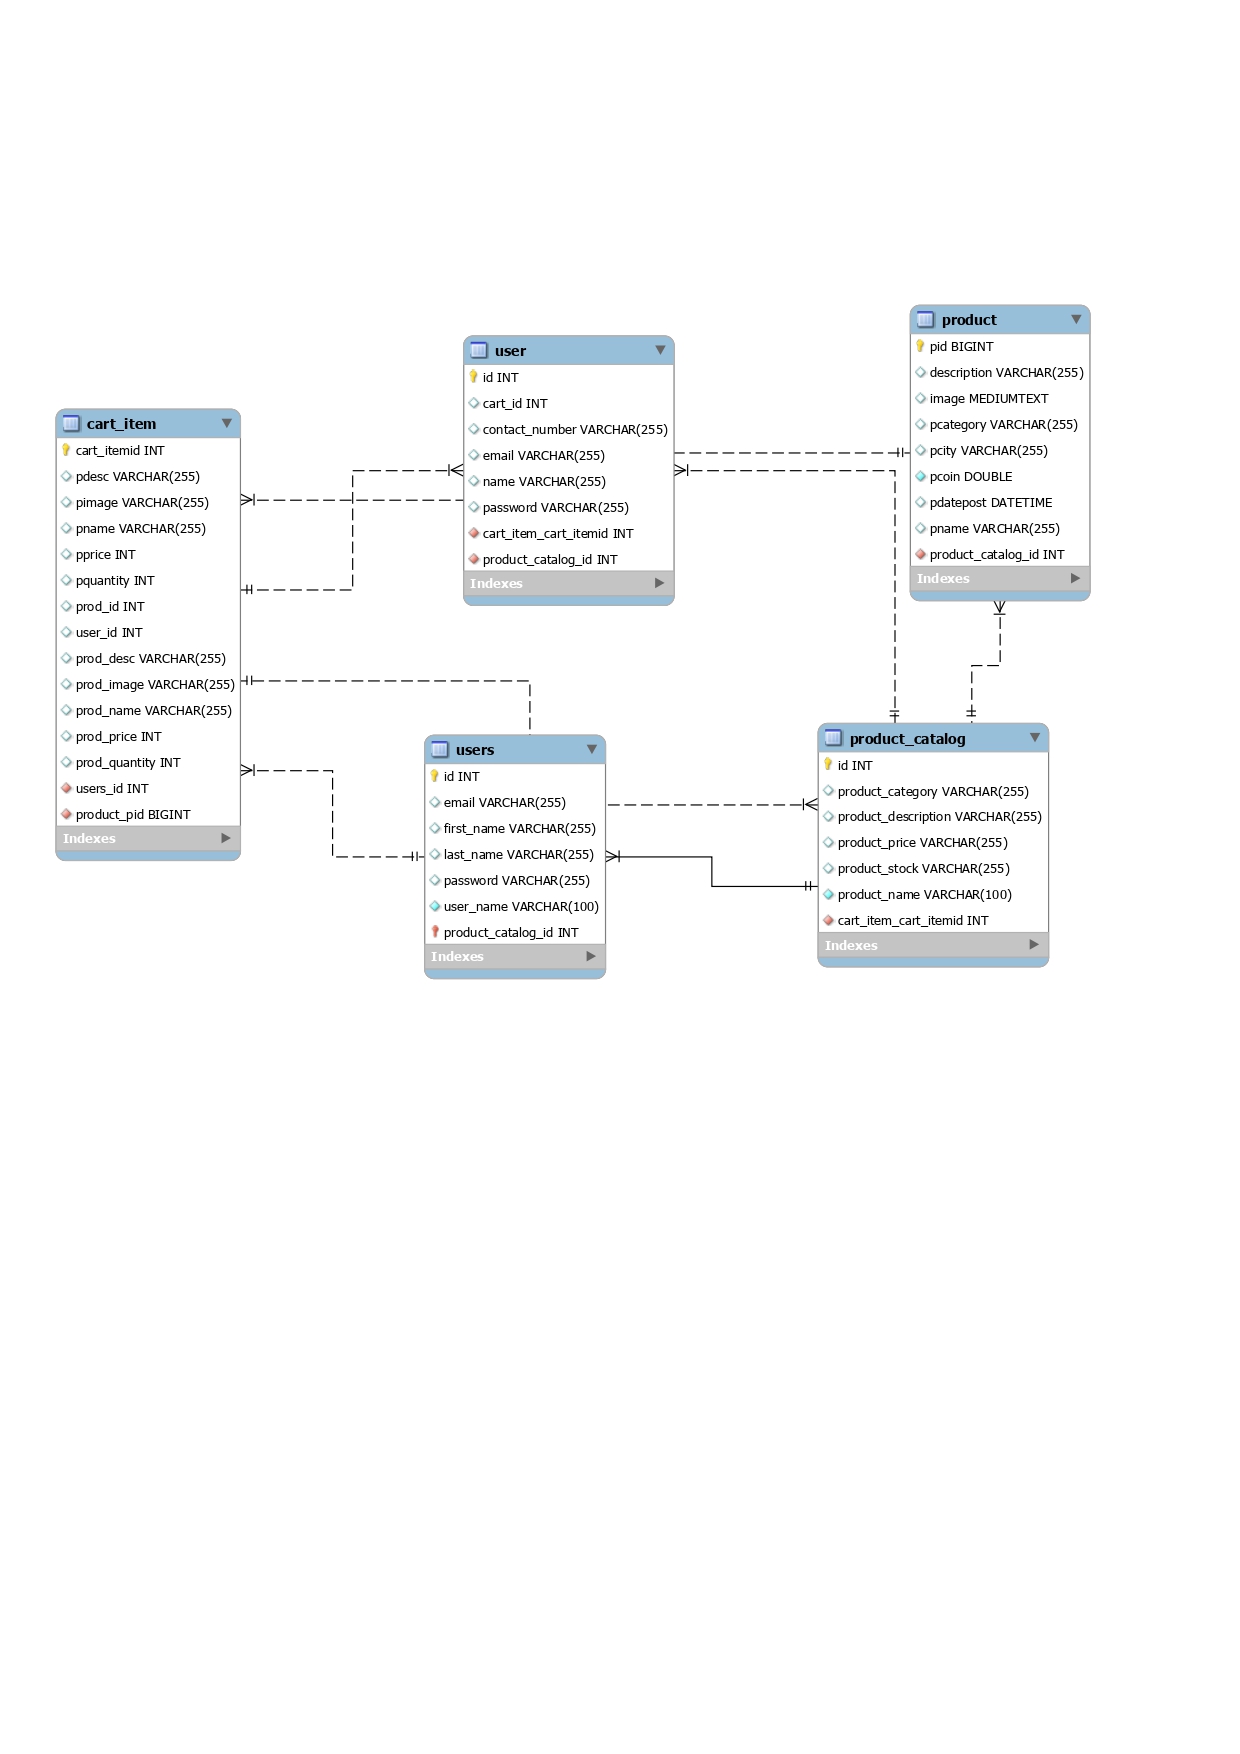 cart_item
cart_itemid INT
pdesc VARCHAR(255)
pimage VARCHAR(255)
pname VARCHAR(255)
pprice INT
pquantity INT
prod_id INT
user_id INT
prod_desc VARCHAR(255)
prod_image VARCHAR(255)
prod_name VARCHAR(255)
prod_price INT
prod_quantity INT
users_id INT
product_pid BIGINT
Indexes
user
id INT
cart_id INT
contact_number VARCHAR(255)
email VARCHAR(255)
name VARCHAR(255)
password VARCHAR(255)
cart_item_cart_itemid INT
product_catalog_id INT
Indexes
product
pid BIGINT
description VARCHAR(255)
image MEDIUMTEXT
pcategory VARCHAR(255)
pcity VARCHAR(255)
pcoin DOUBLE
pdatepost DATETIME
pname VARCHAR(255)
product_catalog_id INT
Indexes
users
id INT
email VARCHAR(255)
first_name VARCHAR(255)
last_name VARCHAR(255)
password VARCHAR(255)
user_name VARCHAR(100)
product_catalog_id INT
Indexes
product_catalog
id INT
product_category VARCHAR(255)
product_description VARCHAR(255)
product_price VARCHAR(255)
product_stock VARCHAR(255)
product_name VARCHAR(100)
cart_item_cart_itemid INT
Indexes